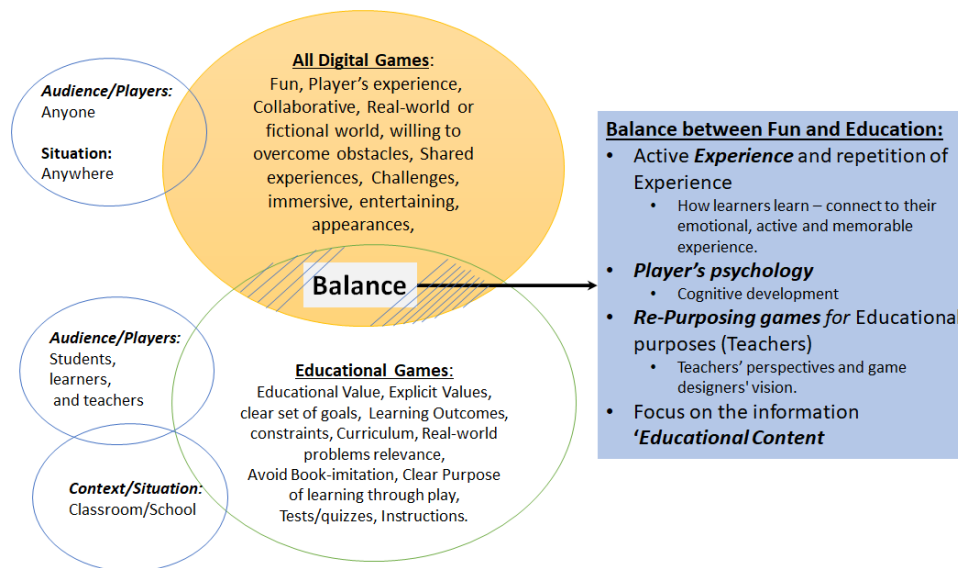 All Digital Games:
Fun, Player's experience,
Collaborative, Real-world or
fictional world, willing to
overcome obstacles, Shared
experiences, Challenges,
immersive, entertaining,
appearances,
Audience/Players:
Anyone
Situation:
Anywhere
Balance
Audience/Players:
Students,
learners,
and teachers
Context/Situation:
Classroom/School
Educational Games:
Educational Value, Explicit Values,
clear set of goals, Learning Outcomes,
constraints, Curriculum, Real-world
problems relevance,
Avoid Book-imitation, Clear Purpose
of learning through play,
Tests/quizzes, Instructions.
Balance between Fun and Education:
• Active Experience and repetition of
Experience
• How learners learn – connect to their
emotional, active and memorable
experience.
• Player's psychology
• Cognitive development
• Re-Purposing games for Educational
purposes (Teachers)
• Teachers' perspectives and game
designers' vision.
• Focus on the information
'Educational Content